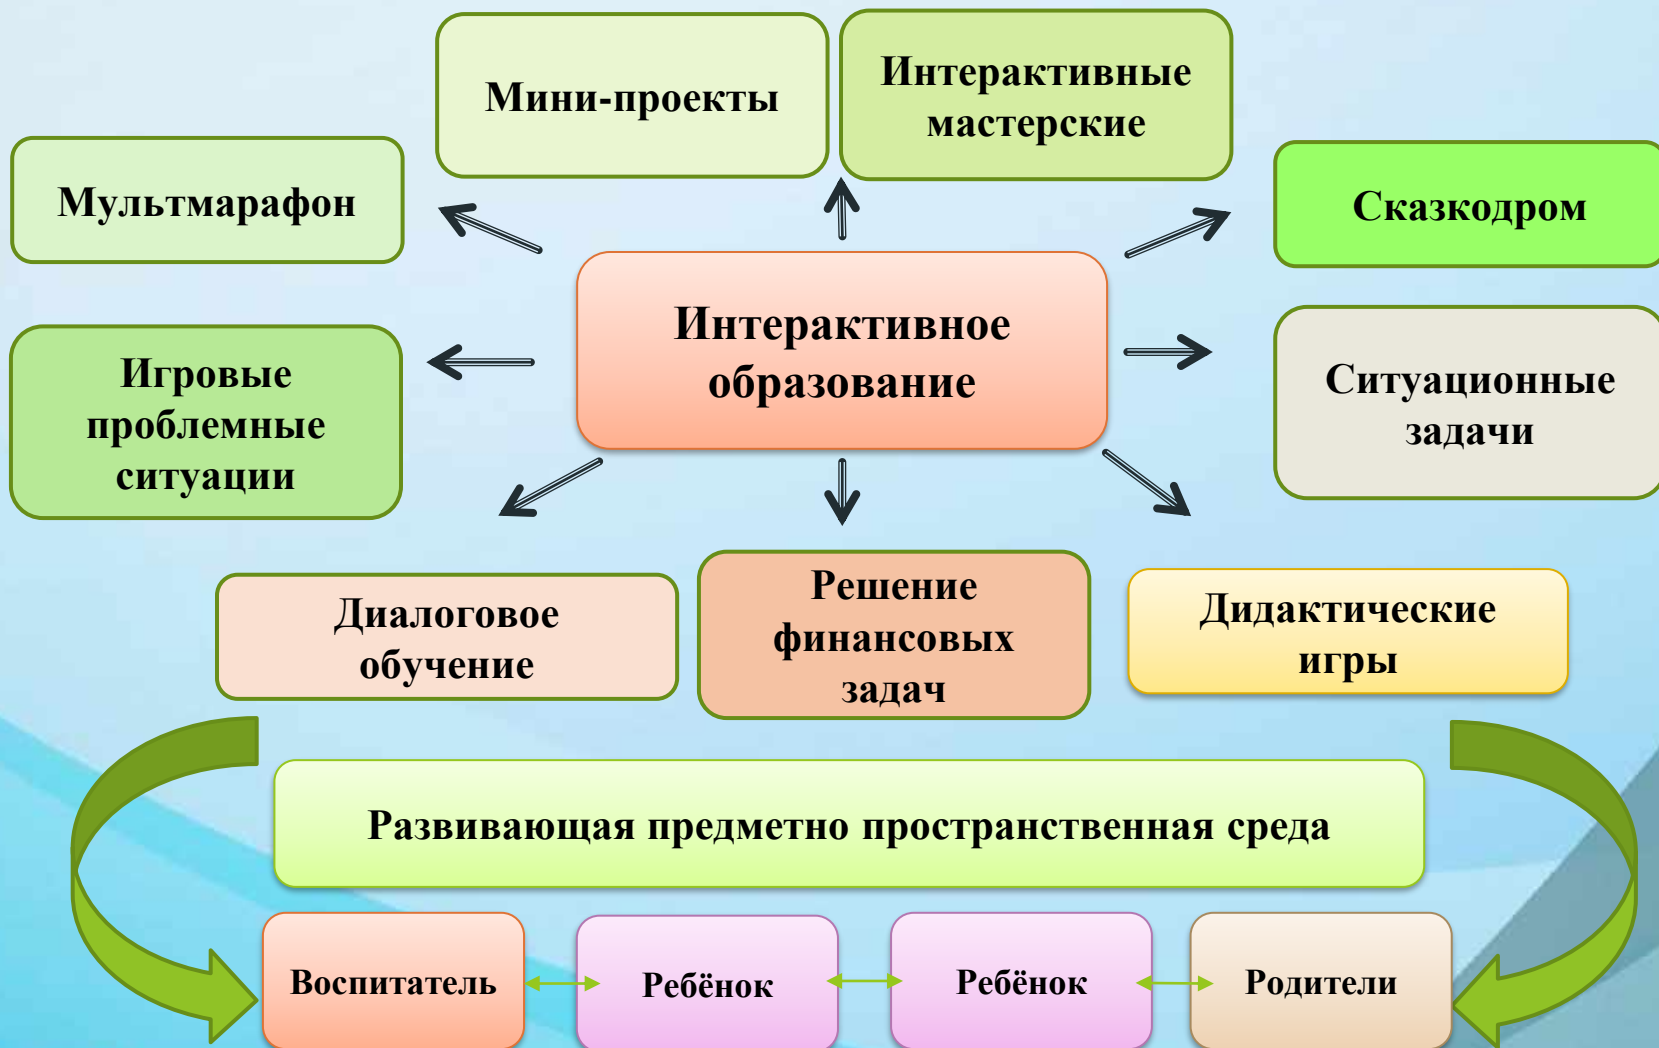 Мини-проекты
Интерактивные
мастерские
Мультмарафон
Сказкодром
Интерактивное
образование
Игровые
проблемные
ситуации
Ситуационные
задачи
Диалоговое
обучение
Решение
финансовых
задач
Дидактические
игры
Развивающая предметно пространственная среда
Воспитатель
Ребёнок
Ребёнок
Родители